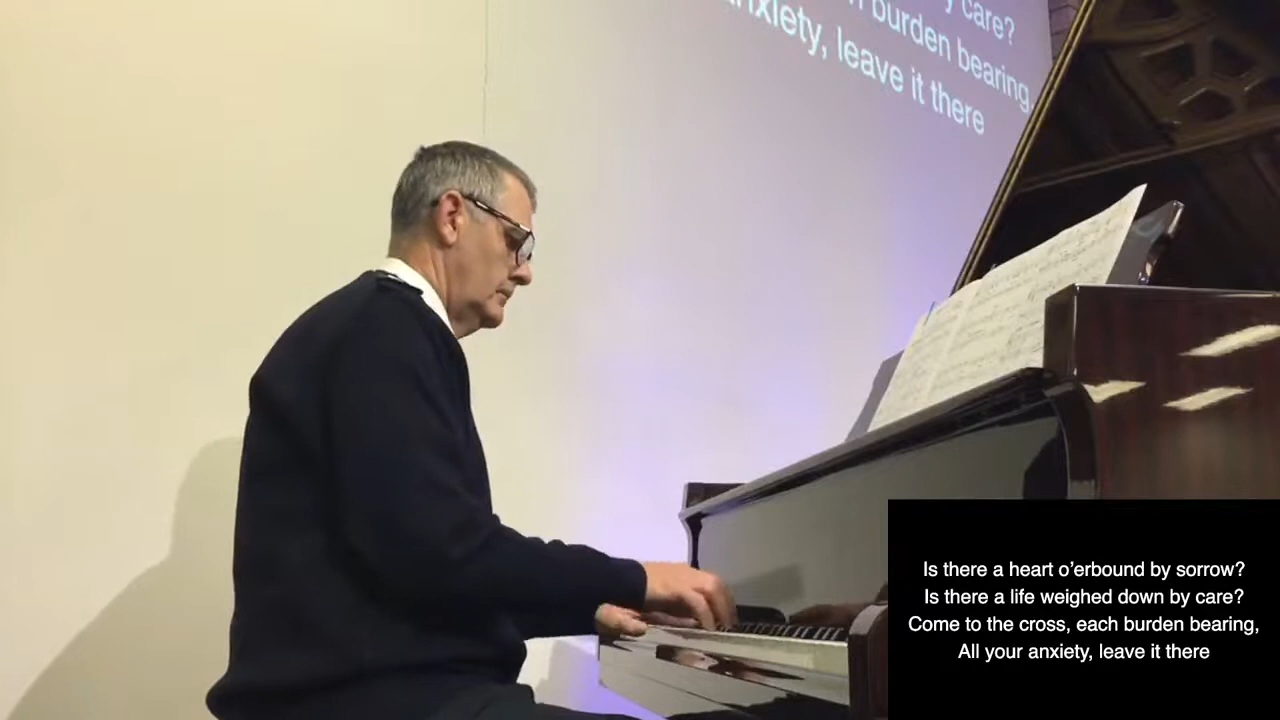 care?
burden bearing,
anxiety, leave it there
Is there a heart o’erbound by sorrow?
Is there a life weighed down by care?
Come to the cross, each burden bearing,
All your anxiety, leave it there